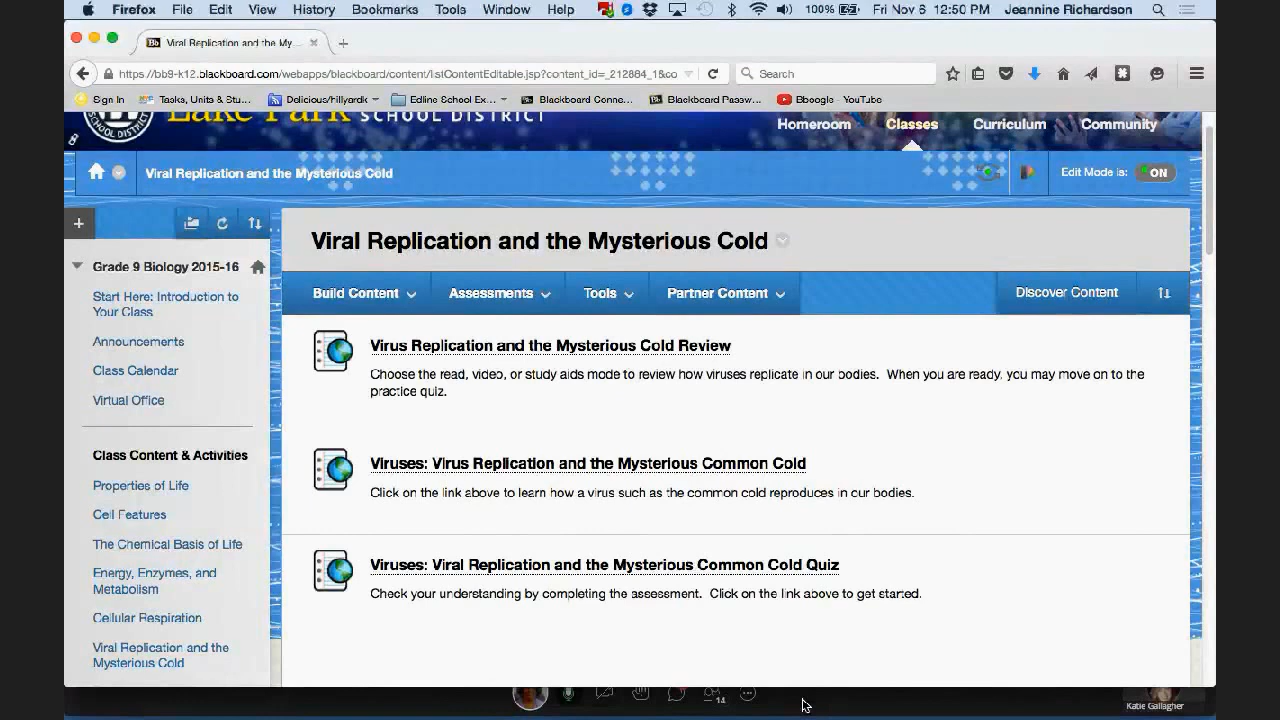 Firefox File Edit View History Bookmarks Tools Window Help 100% Fri Nov 6 12:50 PM Jeannine Richardson
Bb Viral Replication and the My...
https://bb9-k12.blackboard.com/webapps/blackboard/content/listContentEditable.jsp?content_id=_212884_1&co Search
Sign In Tasks, Units & Stu... Delicious/hillyardk Edline School Ex... Blackboard Conne... Blackboard Passw... Bboogle - YouTube
SCHOOL DISTRICT Lake Park SCHOOL DISTRICT
Homeroom Classes Curriculum Community
Viral Replication and the Mysterious Cold Edit Mode is: ON
Viral Replication and the Mysterious Cold
Grade 9 Biology 2015-16
Start Here: Introduction to
Your Class
Announcements
Class Calendar
Virtual Office
Class Content & Activities
Properties of Life
Cell Features
The Chemical Basis of Life
Energy, Enzymes, and
Metabolism
Cellular Respiration
Viral Replication and the
Mysterious Cold
Build Content Assessments Tools Partner Content Discover Content
Virus Replication and the Mysterious Cold Review
Choose the read, video, or study aids mode to review how viruses replicate in our bodies. When you are ready, you may move on to the
practice quiz.
Viruses: Virus Replication and the Mysterious Common Cold
Click on the link above to learn how a virus such as the common cold reproduces in our bodies.
Viruses: Viral Replication and the Mysterious Common Cold Quiz
Check your understanding by completing the assessment. Click on the link above to get started.
14
Katie Gallagher